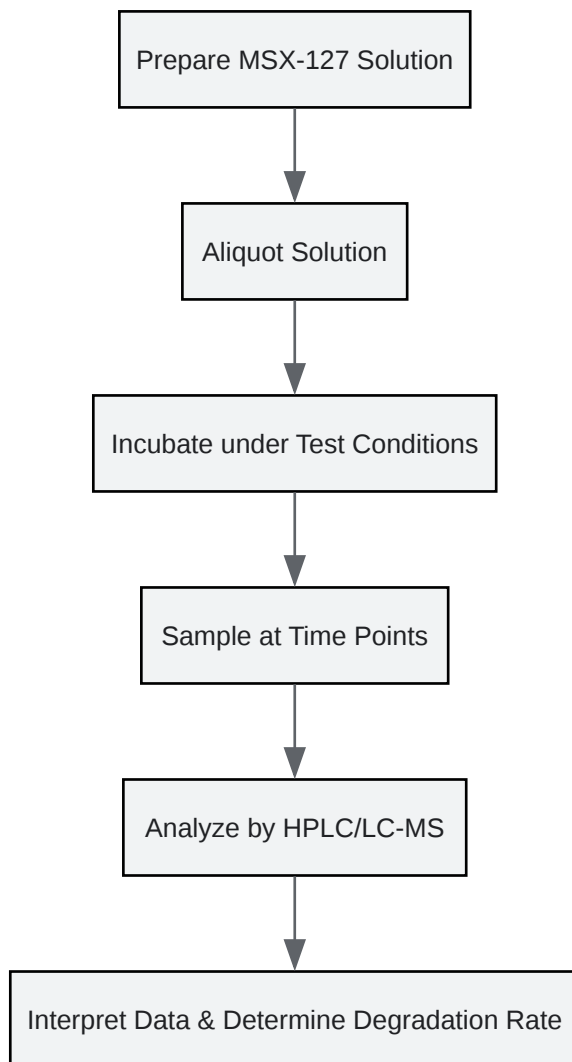 Prepare MSX-127 Solution
Aliquot Solution
Incubate under Test Conditions
Sample at Time Points
Analyze by HPLC/LC-MS
Interpret Data & Determine Degradation Rate